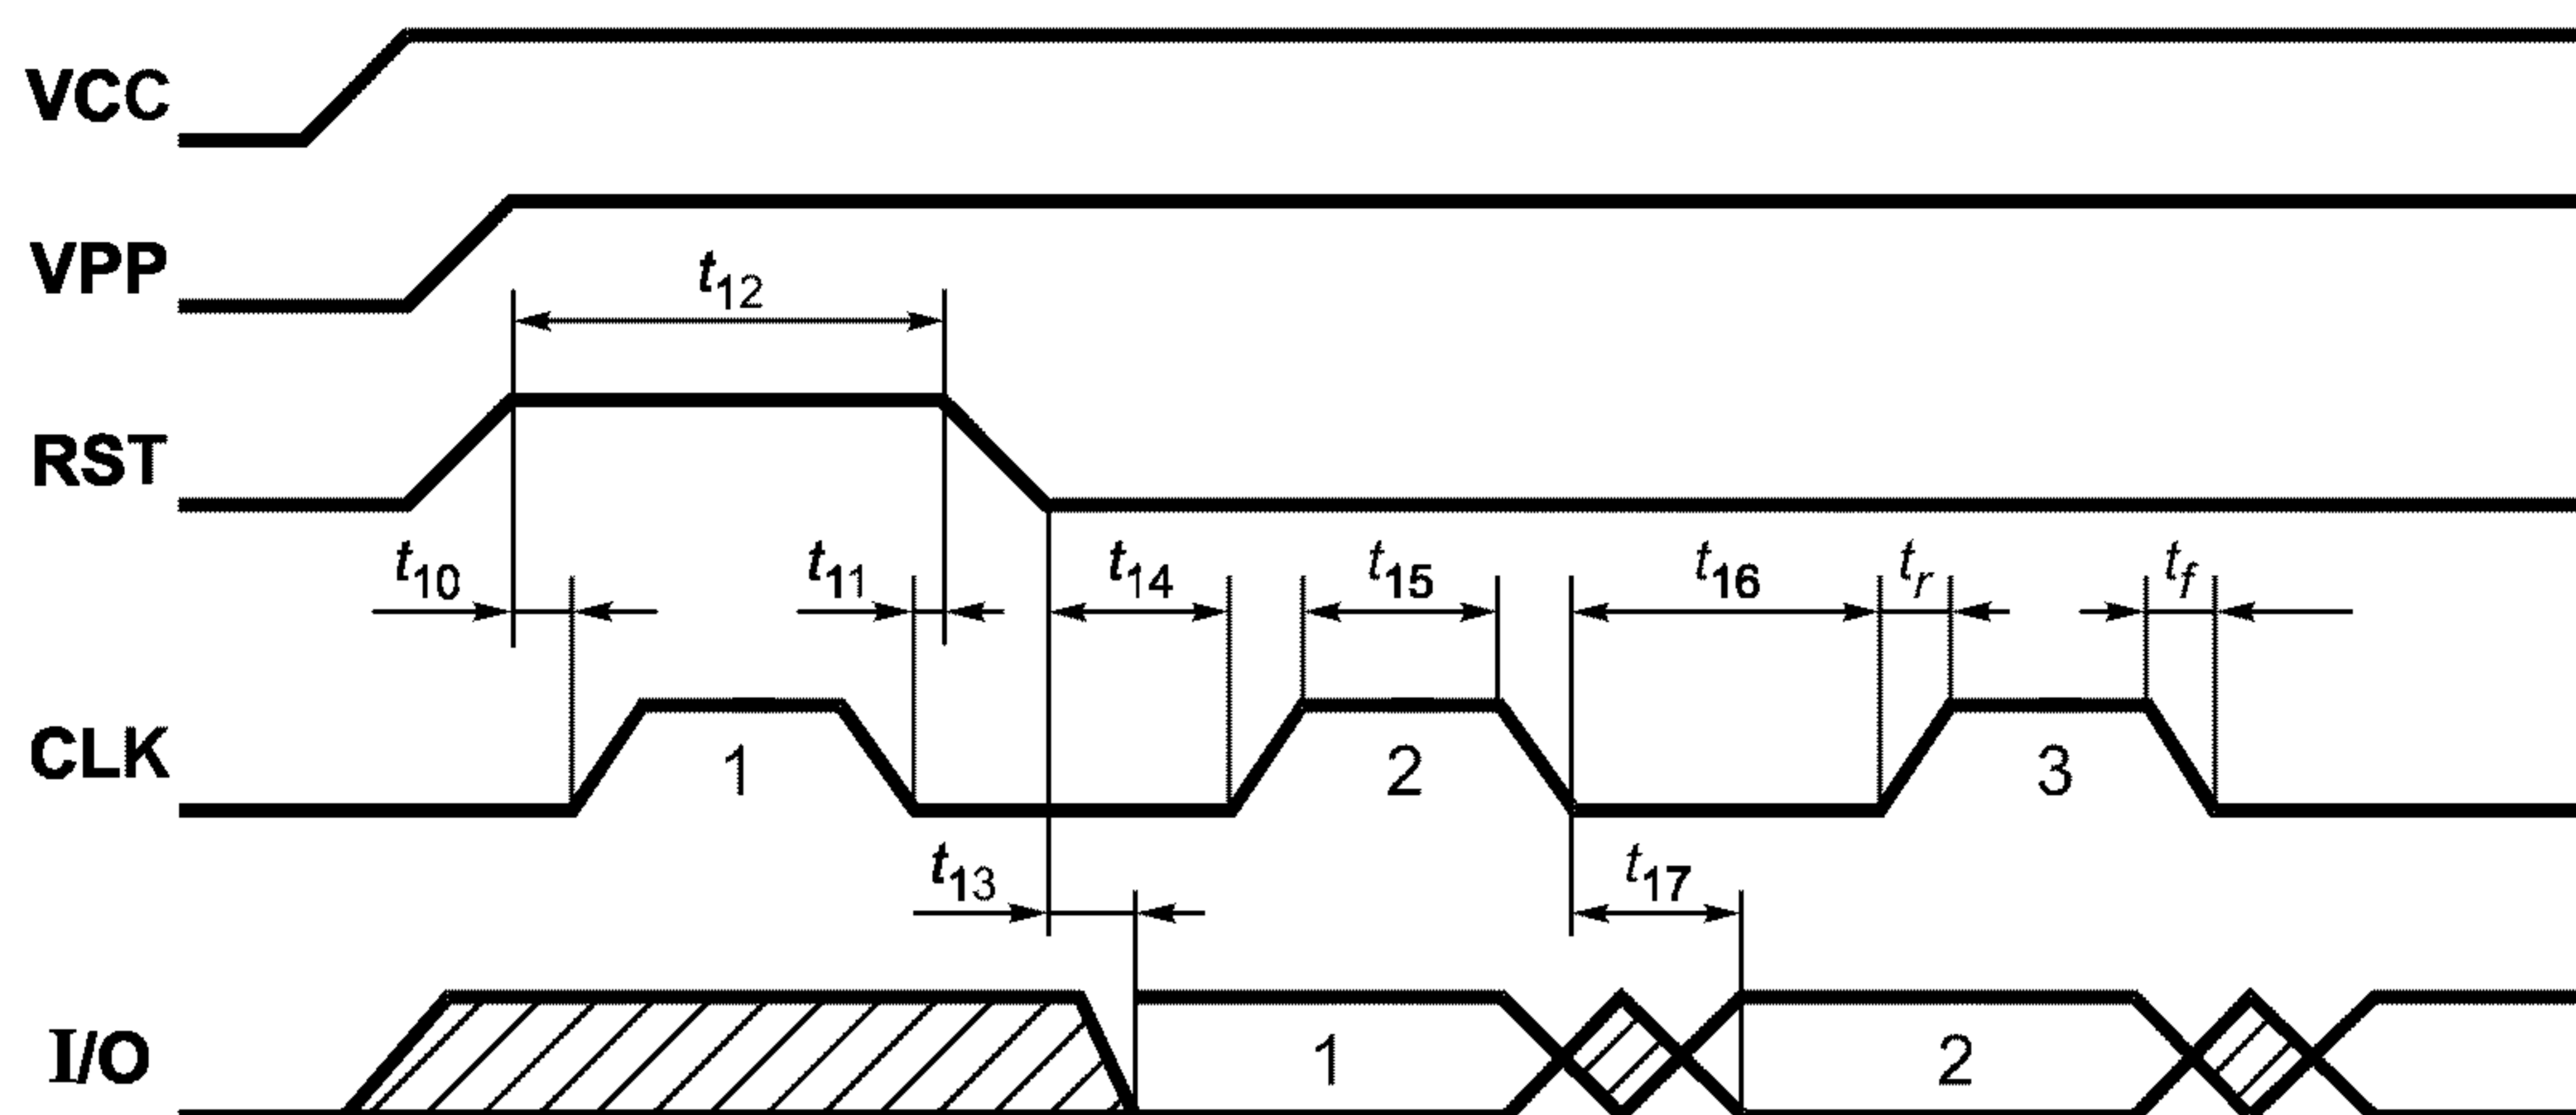 VCC
VPP
t12
RST
t10 t11 t14 t15 t16 tr tf
CLK 1 2 3
t13 t17
I/O 1 2